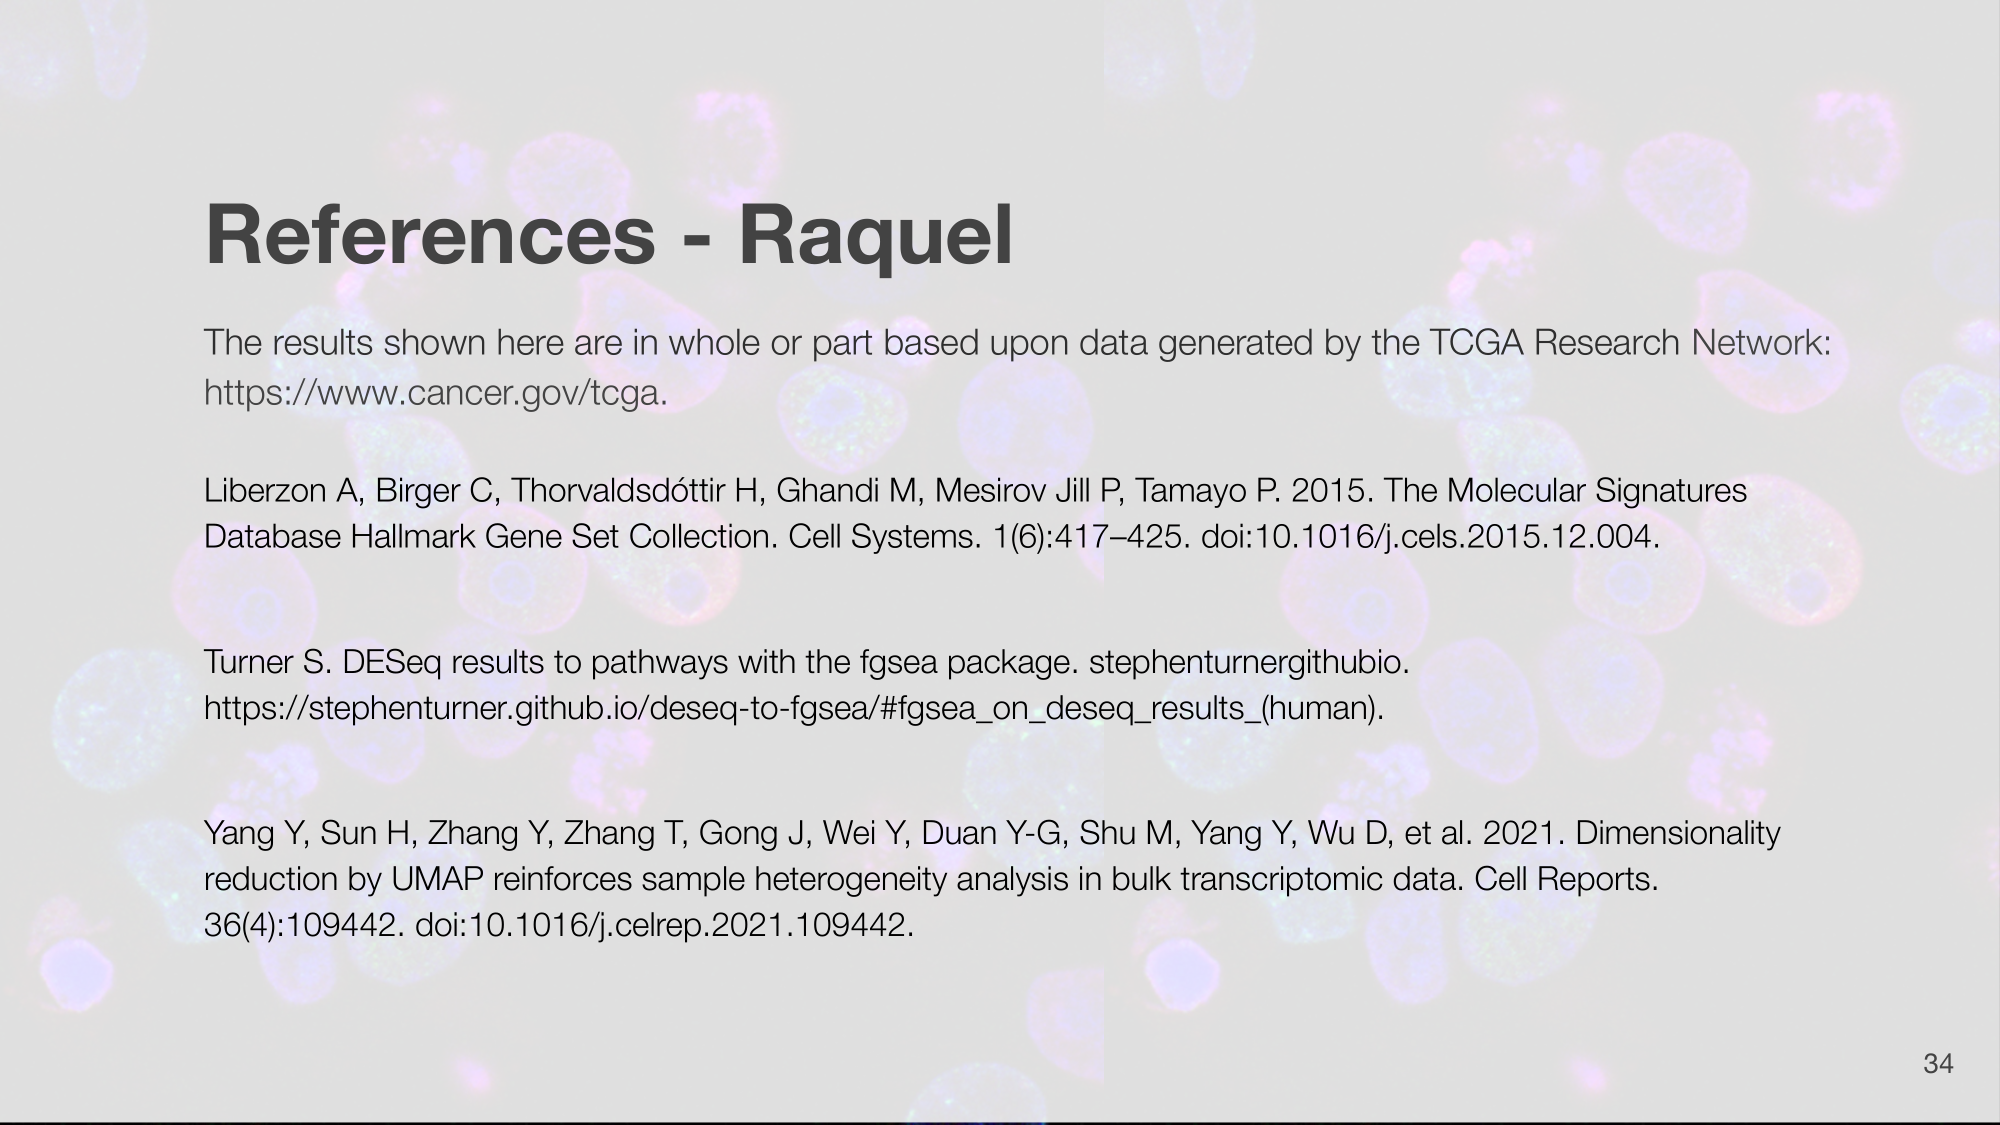 References - Raquel
The results shown here are in whole or part based upon data generated by the TCGA Research Network:
https://www.cancer.gov/tcga.
Liberzon A, Birger C, Thorvaldsdóttir H, Ghandi M, Mesirov Jill P, Tamayo P. 2015. The Molecular Signatures
Database Hallmark Gene Set Collection. Cell Systems. 1(6):417–425. doi:10.1016/j.cels.2015.12.004.
Turner S. DESeq results to pathways with the fgsea package. stephenturnergithubio.
https://stephenturner.github.io/deseq-to-fgsea/#fgsea_on_deseq_results_(human).
Yang Y, Sun H, Zhang Y, Zhang T, Gong J, Wei Y, Duan Y-G, Shu M, Yang Y, Wu D, et al. 2021. Dimensionality
reduction by UMAP reinforces sample heterogeneity analysis in bulk transcriptomic data. Cell Reports.
36(4):109442. doi:10.1016/j.celrep.2021.109442.
34